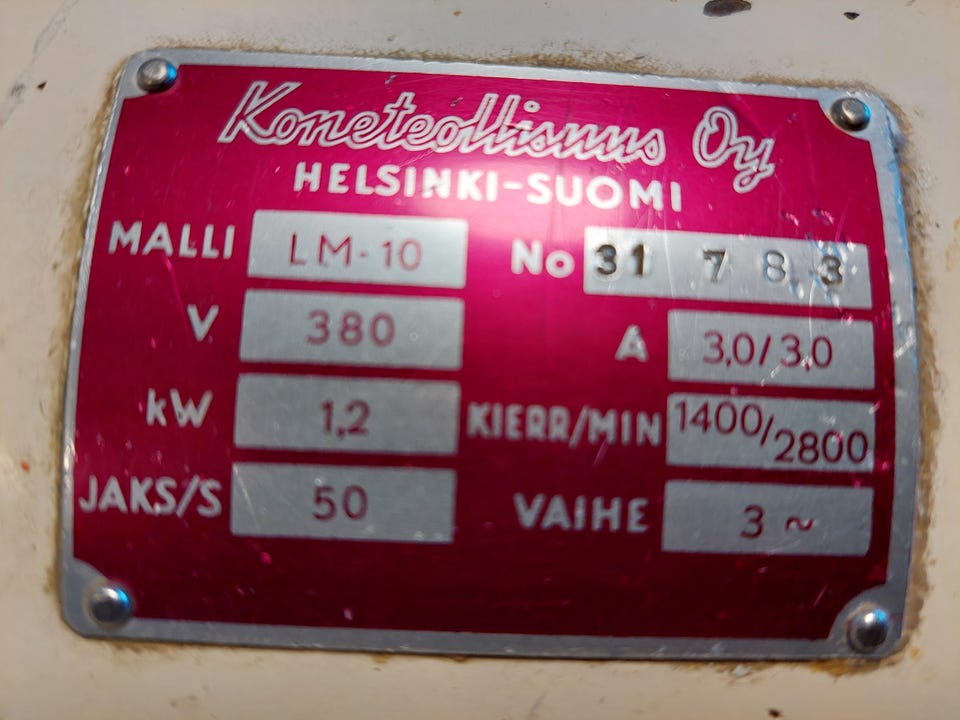 Koneteollisuus Oy
HELSINKI-SUOMI
MALLI LM-10 No 31 7 8 3
V 380 A 3,0/3,0
kW 1,2 KIERR/MIN 1400/2800
JAKS/S 50 VAIHE 3 ~